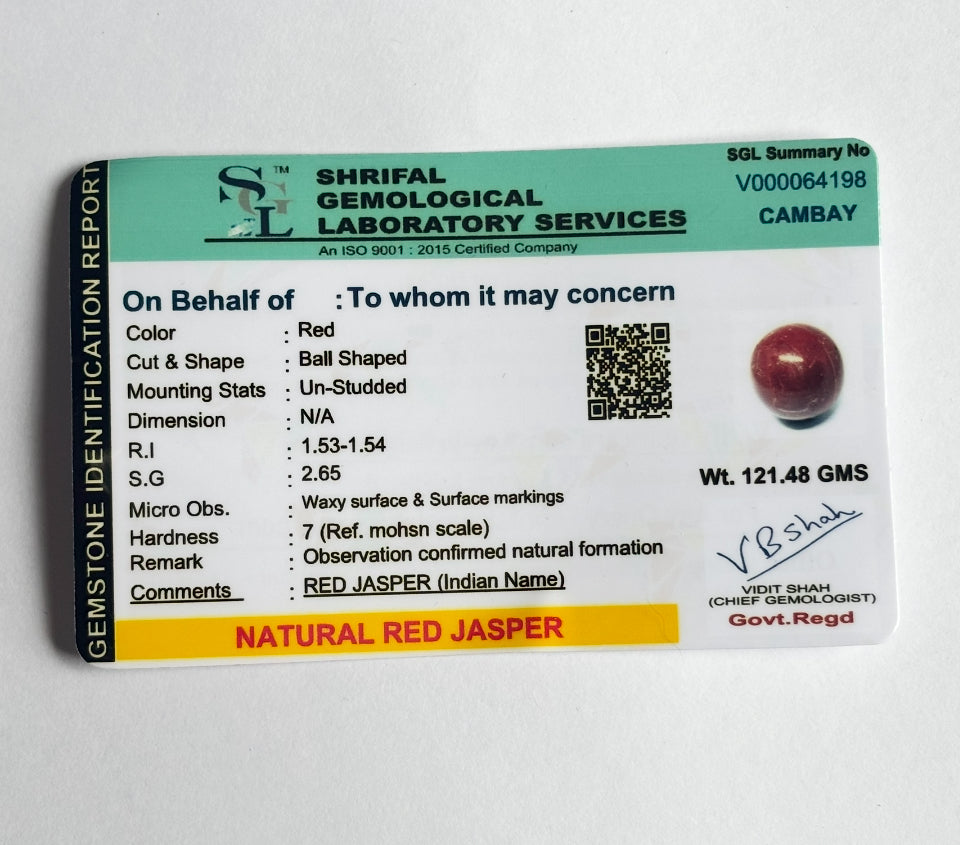 GEMSTONE IDENTIFICATION REPORT
SGL TM
SHRIFAL
GEMOLOGICAL
LABORATORY SERVICES
An ISO 9001 : 2015 Certified Company
SGL Summary No
V000064198
CAMBAY
On Behalf of : To whom it may concern
Color : Red
Cut & Shape : Ball Shaped
Mounting Stats : Un-Studded
Dimension : N/A
R.I : 1.53-1.54
S.G : 2.65
Micro Obs. : Waxy surface & Surface markings
Hardness : 7 (Ref. mohsn scale)
Remark : Observation confirmed natural formation
Comments : RED JASPER (Indian Name)
NATURAL RED JASPER
Wt. 121.48 GMS
VBshah
VIDIT SHAH
(CHIEF GEMOLOGIST)
Govt.Regd